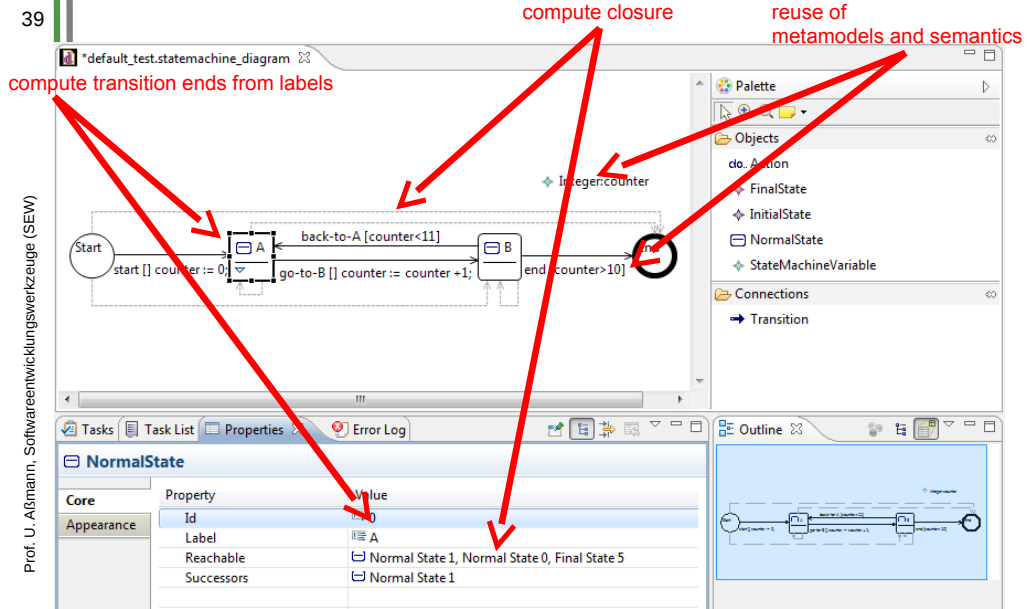 39
compute closure
reuse of
metamodels and semantics
*default_test.statemachine_diagram
compute transition ends from labels
Palette
Objects
Action
FinalState
InitialState
NormalState
StateMachineVariable
Connections
Transition
Integer:counter
Start
A
back-to-A [counter<11]
B
start [] counter := 0;
go-to-B [] counter := counter +1;
end [counter>10]
Prof. U. Aßmann, Softwareentwicklungswerkzeuge (SEW)
Tasks
Task List
Properties
Error Log
Outline
NormalState
Core
Appearance
Property
Value
Id
0
Label
A
Reachable
Normal State 1, Normal State 0, Final State 5
Successors
Normal State 1